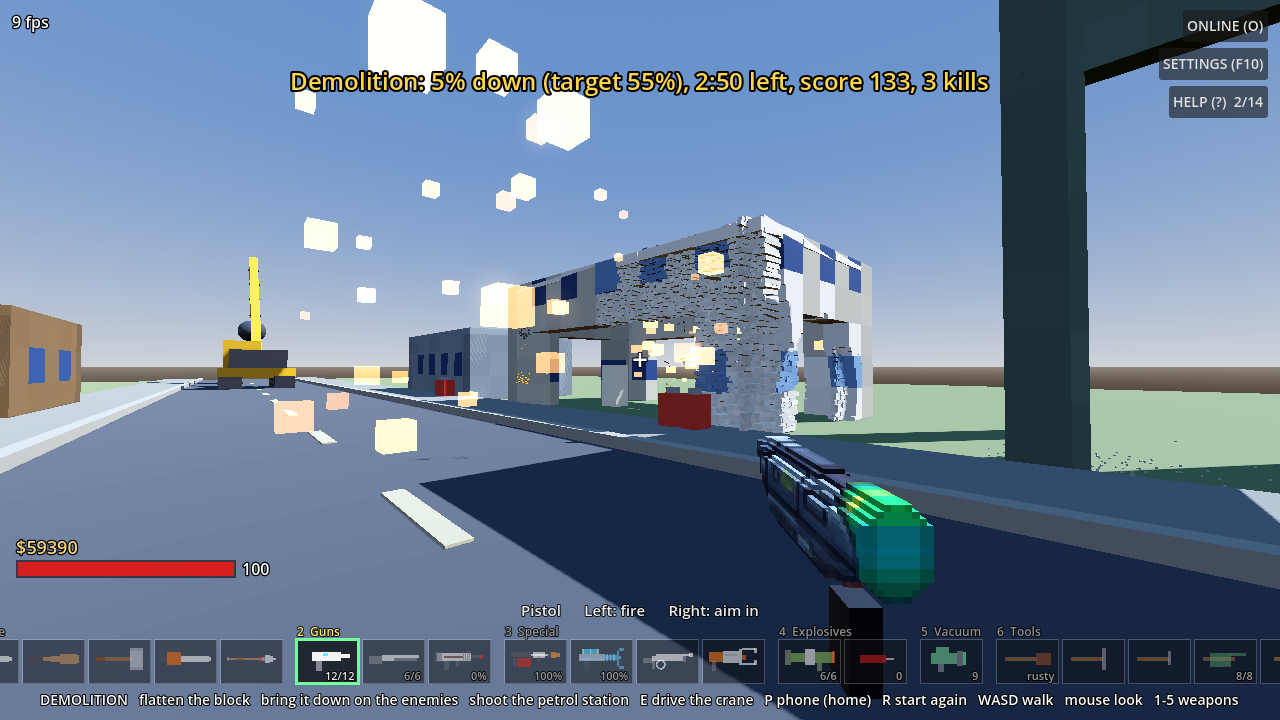 9 fps
ONLINE (O)
SETTINGS (F10)
HELP (?) 2/14
Demolition: 5% down (target 55%), 2:50 left, score 133, 3 kills
$59390
100
Pistol Left: fire Right: aim in
e 2 Guns 3 Special 4 Explosives 5 Vacuum 6 Tools
12/12 6/6 0% 100% 100% 6/6 0 9 rusty 8/8
DEMOLITION flatten the block bring it down on the enemies shoot the petrol station E drive the crane P phone (home) R start again WASD walk mouse look 1-5 weapons